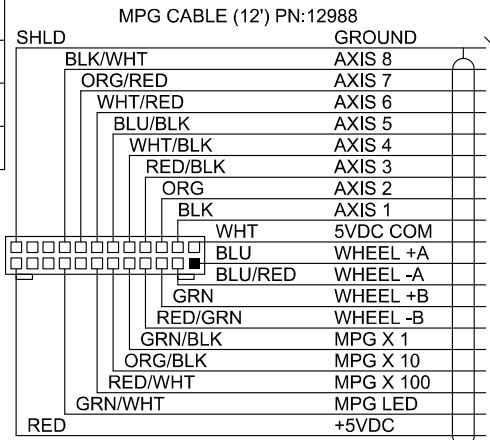 MPG CABLE (12') PN:12988
SHLD GROUND
BLK/WHT AXIS 8
ORG/RED AXIS 7
WHT/RED AXIS 6
BLU/BLK AXIS 5
WHT/BLK AXIS 4
RED/BLK AXIS 3
ORG AXIS 2
BLK AXIS 1
WHT 5VDC COM
BLU WHEEL +A
BLU/RED WHEEL -A
GRN WHEEL +B
RED/GRN WHEEL -B
GRN/BLK MPG X 1
ORG/BLK MPG X 10
RED/WHT MPG X 100
GRN/WHT MPG LED
RED +5VDC